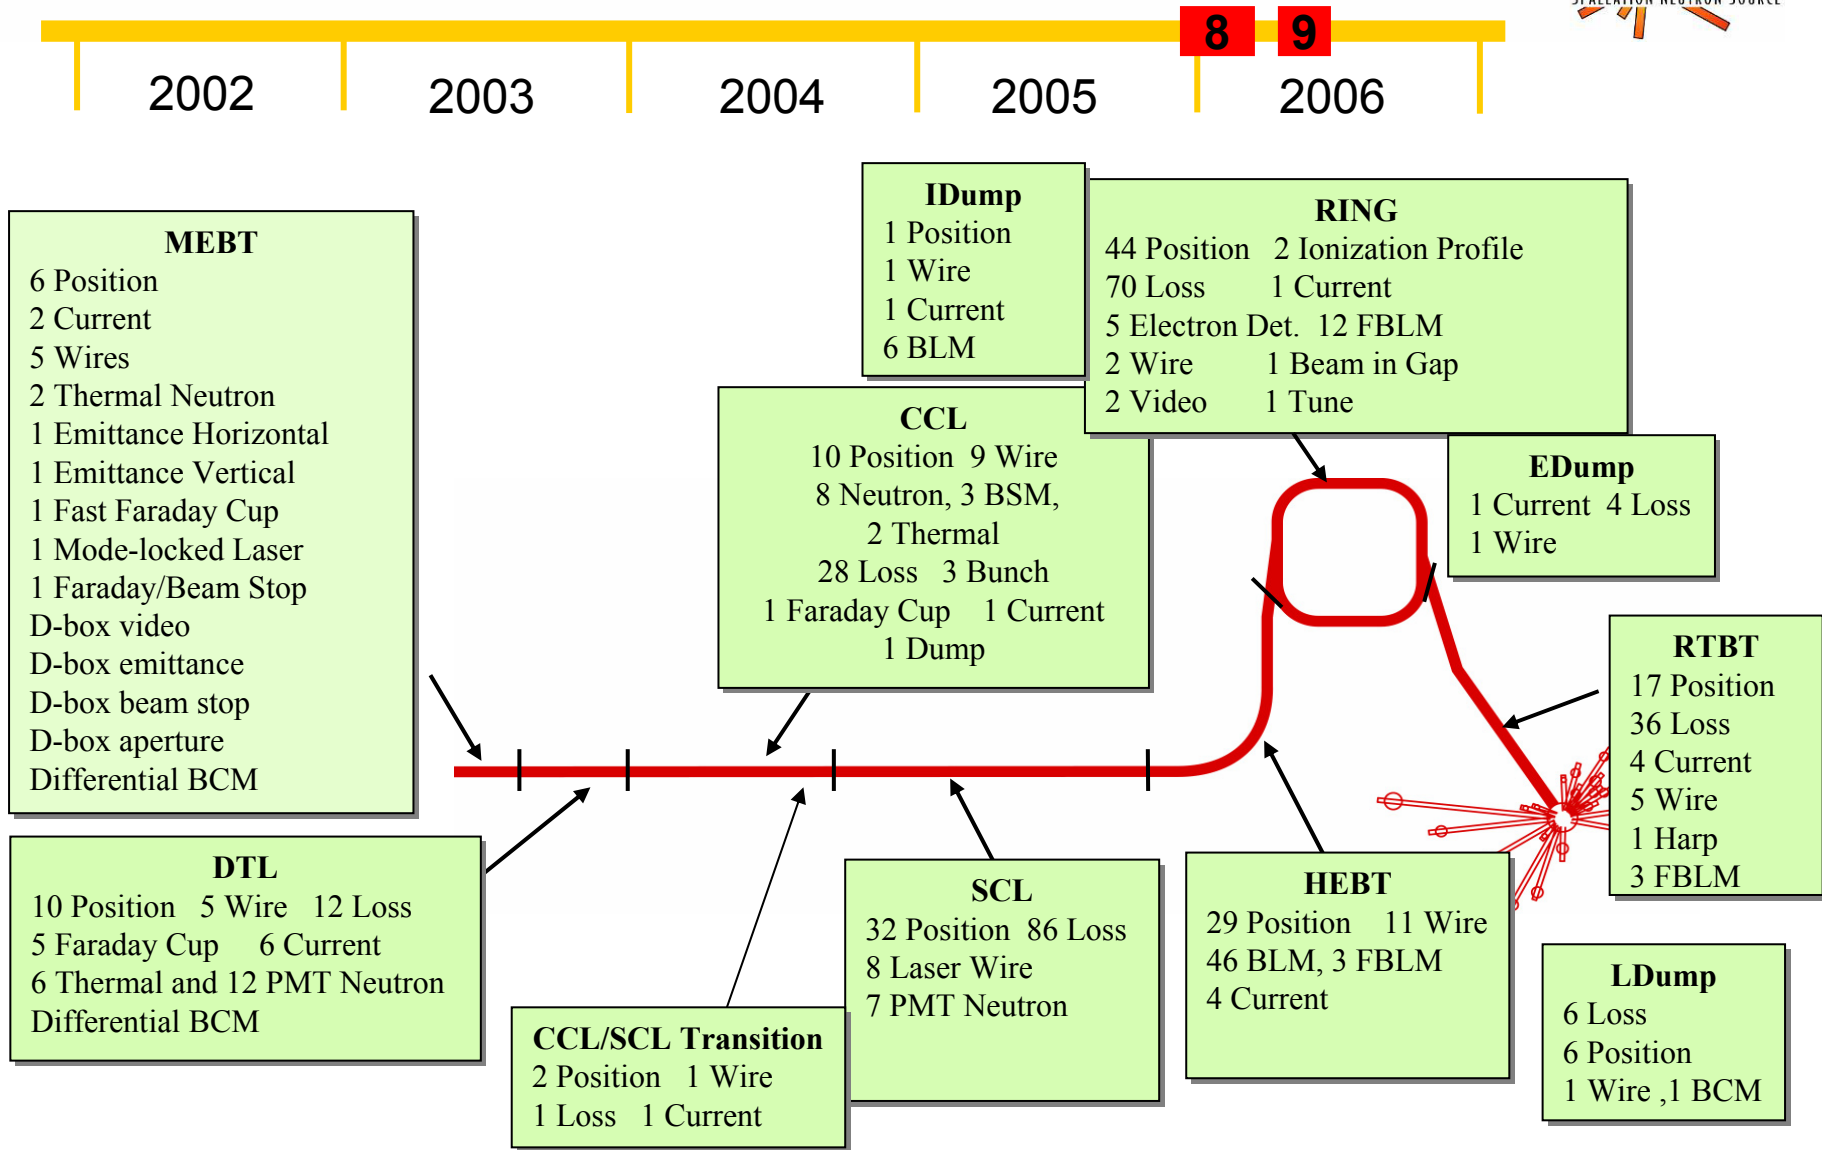 SPALLATION NEUTRON SOURCE
8 9
2002 2003 2004 2005 2006
IDump
1 Position
1 Wire
1 Current
6 BLM
RING
44 Position 2 Ionization Profile
70 Loss 1 Current
5 Electron Det. 12 FBLM
2 Wire 1 Beam in Gap
2 Video 1 Tune
MEBT
6 Position
2 Current
5 Wires
2 Thermal Neutron
1 Emittance Horizontal
1 Emittance Vertical
1 Fast Faraday Cup
1 Mode-locked Laser
1 Faraday/Beam Stop
D-box video
D-box emittance
D-box beam stop
D-box aperture
Differential BCM
CCL
10 Position 9 Wire
8 Neutron, 3 BSM,
2 Thermal
28 Loss 3 Bunch
1 Faraday Cup 1 Current
1 Dump
EDump
1 Current 4 Loss
1 Wire
RTBT
17 Position
36 Loss
4 Current
5 Wire
1 Harp
3 FBLM
DTL
10 Position 5 Wire 12 Loss
5 Faraday Cup 6 Current
6 Thermal and 12 PMT Neutron
Differential BCM
SCL
32 Position 86 Loss
8 Laser Wire
7 PMT Neutron
HEBT
29 Position 11 Wire
46 BLM, 3 FBLM
4 Current
CCL/SCL Transition
2 Position 1 Wire
1 Loss 1 Current
LDump
6 Loss
6 Position
1 Wire ,1 BCM